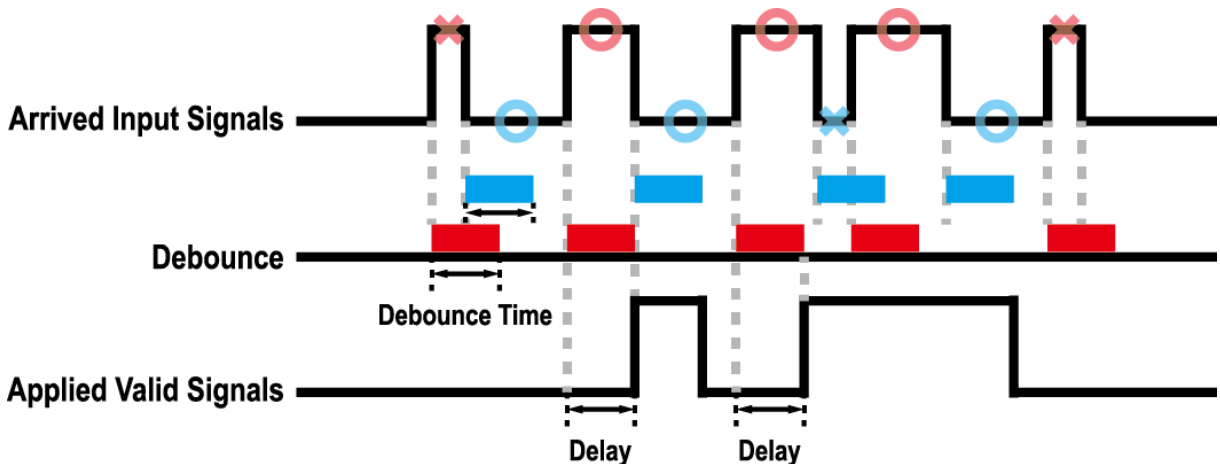 Arrived Input Signals
Debounce
Debounce Time
Applied Valid Signals
Delay
Delay